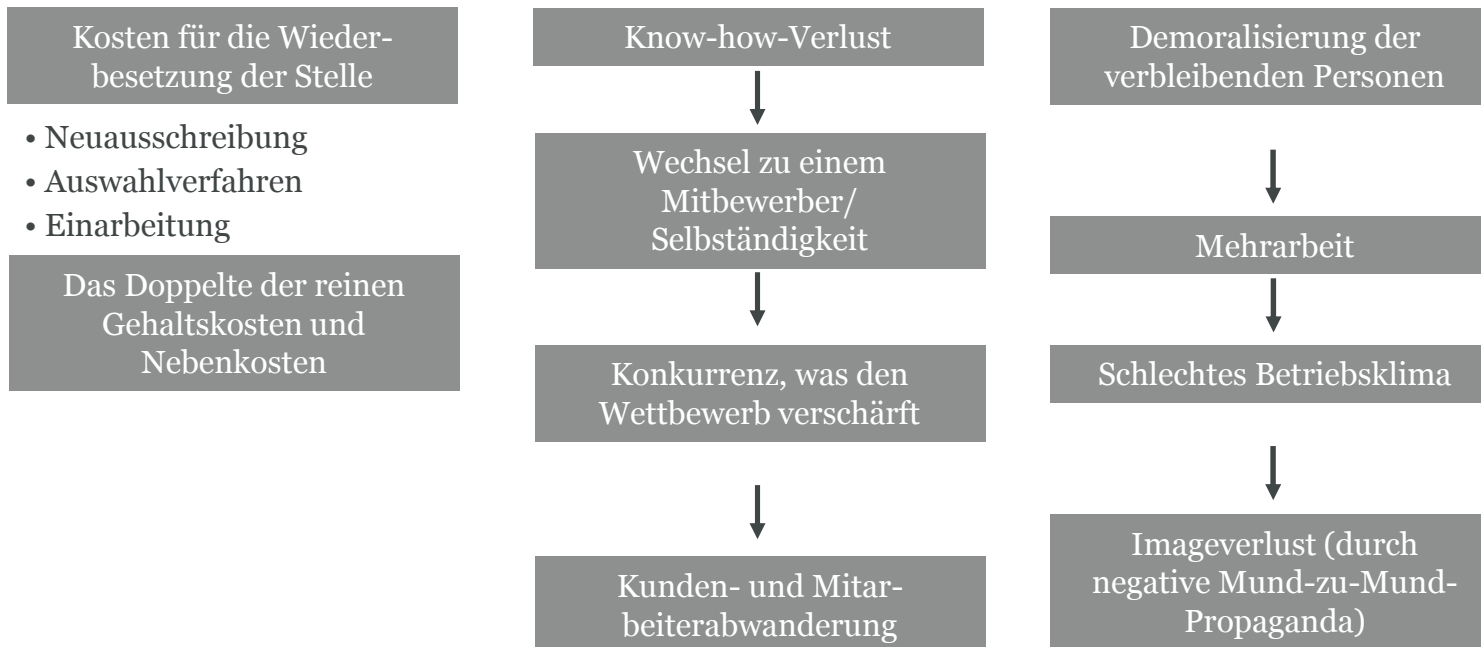 Kosten für die Wieder-
besetzung der Stelle
• Neuausschreibung
• Auswahlverfahren
• Einarbeitung
Das Doppelte der reinen
Gehaltskosten und
Nebenkosten
Know-how-Verlust
Wechsel zu einem
Mitbewerber/
Selbständigkeit
Konkurrenz, was den
Wettbewerb verschärft
Kunden- und Mitar-
beiterabwanderung
Demoralisierung der
verbleibenden Personen
Mehrarbeit
Schlechtes Betriebsklima
Imageverlust (durch
negative Mund-zu-Mund-
Propaganda)